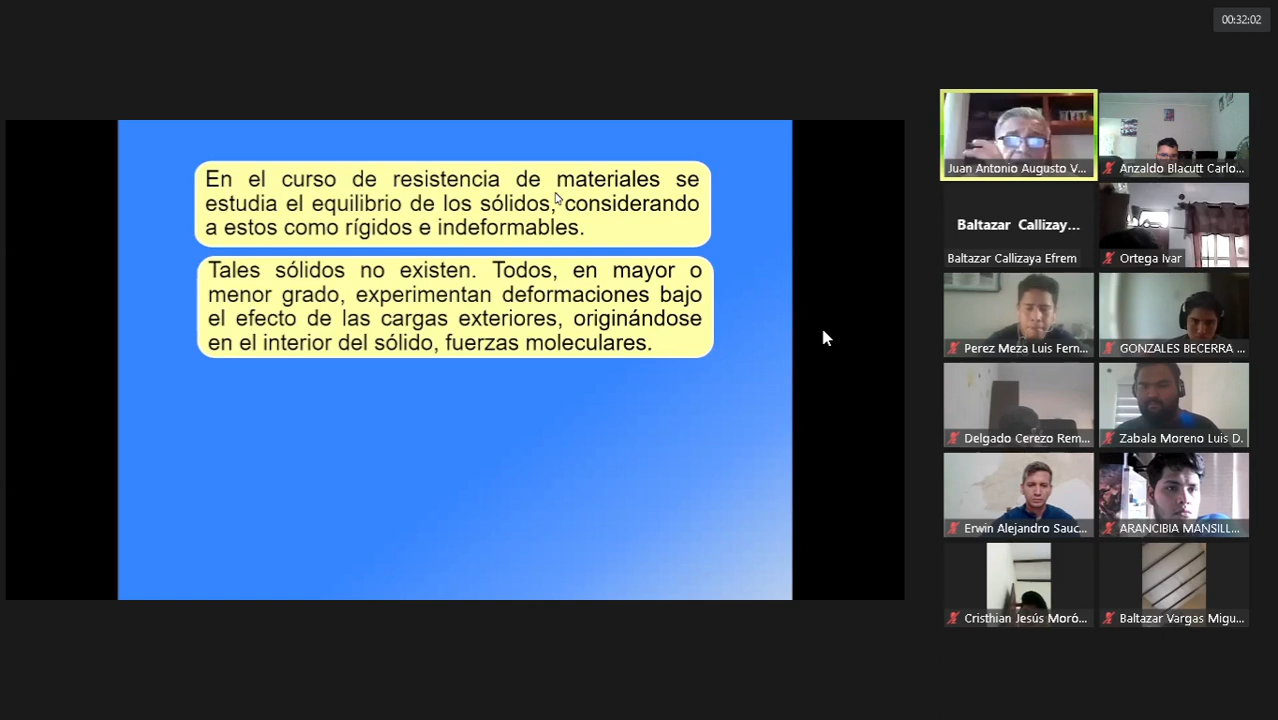 00:32:02
En el curso de resistencia de materiales se
estudia el equilibrio de los sólidos, considerando
a estos como rígidos e indeformables.
Tales sólidos no existen. Todos, en mayor o
menor grado, experimentan deformaciones bajo
el efecto de las cargas exteriores, originándose
en el interior del sólido, fuerzas moleculares.
Juan Antonio Augusto V...
Anzaldo Blacutt Carlo...
Baltazar Callizay...
Baltazar Callizaya Efrem
Ortega Ivar
Perez Meza Luis Fern...
GONZALES BECERRA ...
Delgado Cerezo Rem...
Zabala Moreno Luis D.
Erwin Alejandro Sauc...
ARANCIBIA MANSILL...
Cristhian Jesús Moró...
Baltazar Vargas Migu...